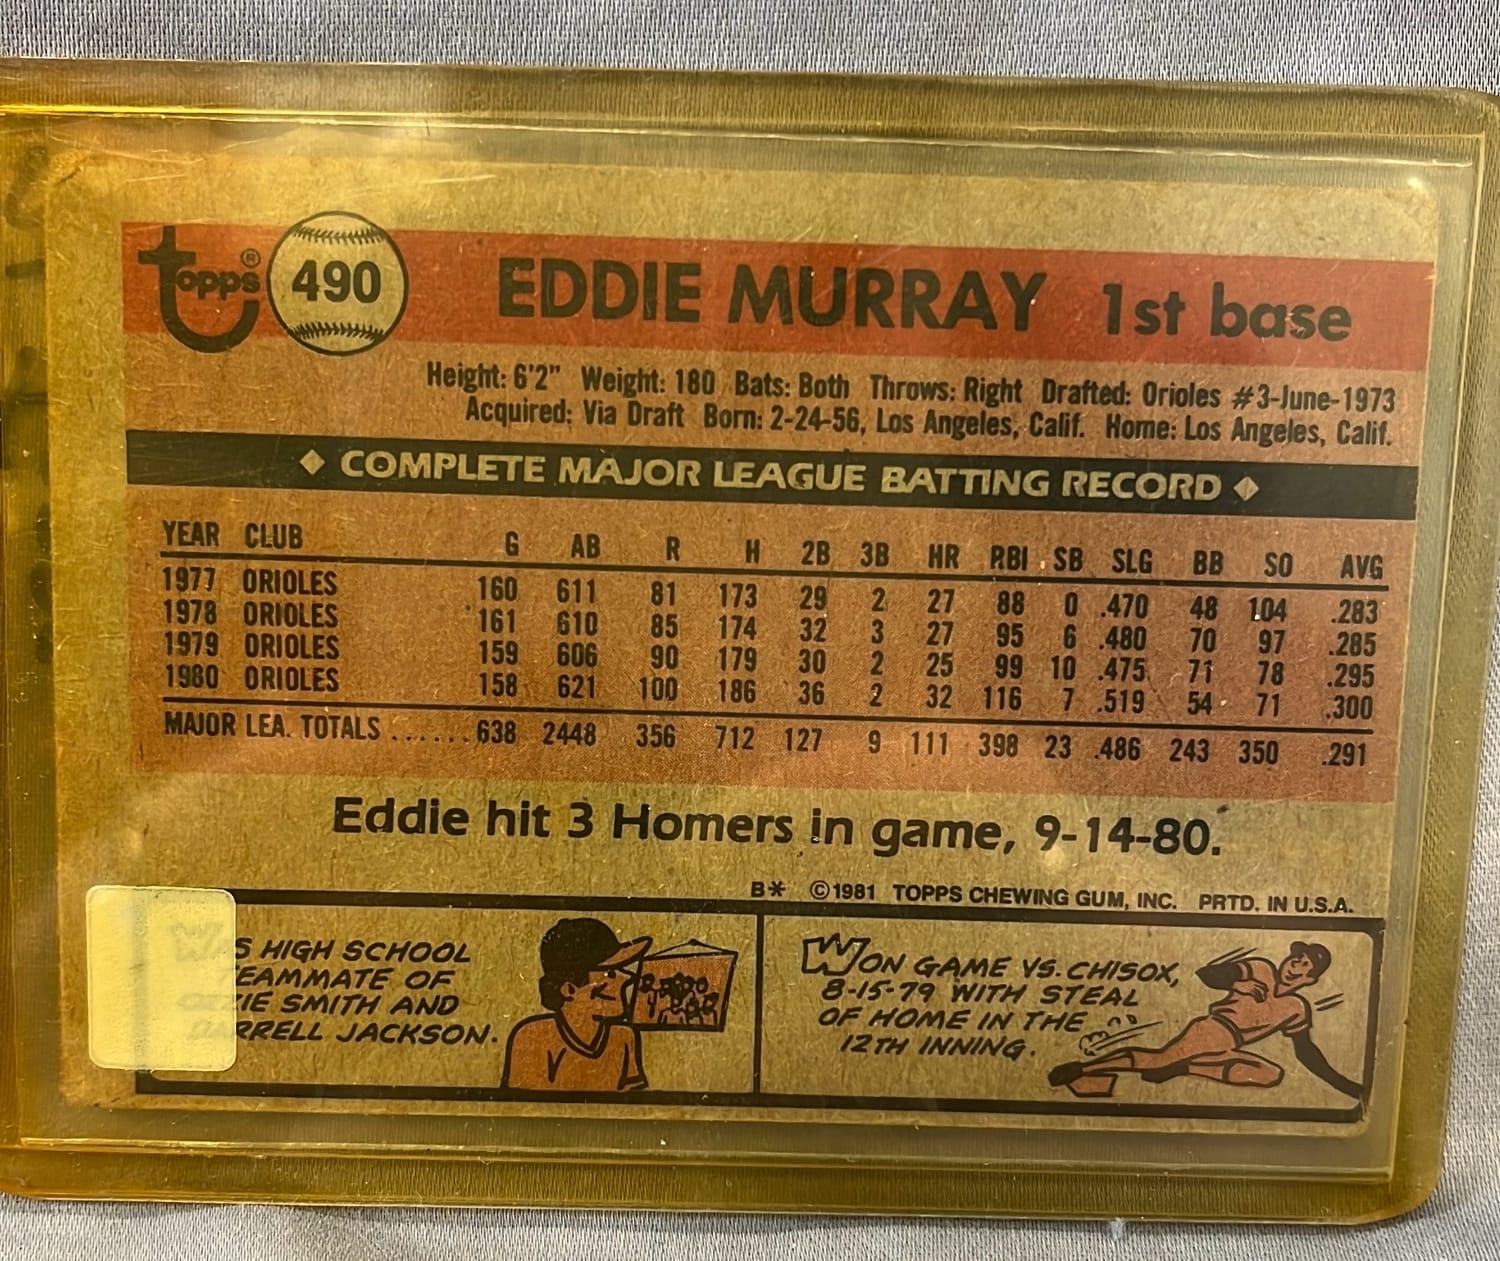 topps® 490 EDDIE MURRAY 1st base
Height: 6'2" Weight: 180 Bats: Both Throws: Right Drafted: Orioles #3-June-1973
Acquired: Via Draft Born: 2-24-56, Los Angeles, Calif. Home: Los Angeles, Calif.
◆ COMPLETE MAJOR LEAGUE BATTING RECORD ◆
YEAR CLUB G AB R H 2B 3B HR RBI SB SLG BB SO AVG
1977 ORIOLES 160 611 81 173 29 2 27 88 0 .470 48 104 .283
1978 ORIOLES 161 610 85 174 32 3 27 95 6 .480 70 97 .285
1979 ORIOLES 159 606 90 179 30 2 25 99 10 .475 71 78 .295
1980 ORIOLES 158 621 100 186 36 2 32 116 7 .519 54 71 .300
MAJOR LEA. TOTALS ...... 638 2448 356 712 127 9 111 398 23 .486 243 350 .291
Eddie hit 3 Homers in game, 9-14-80.
B* ©1981 TOPPS CHEWING GUM, INC. PRTD. IN U.S.A.
WAS HIGH SCHOOL
TEAMMATE OF
OZZIE SMITH AND
DARRELL JACKSON.
WON GAME VS. CHISOX,
8-15-79 WITH STEAL
OF HOME IN THE
12TH INNING.